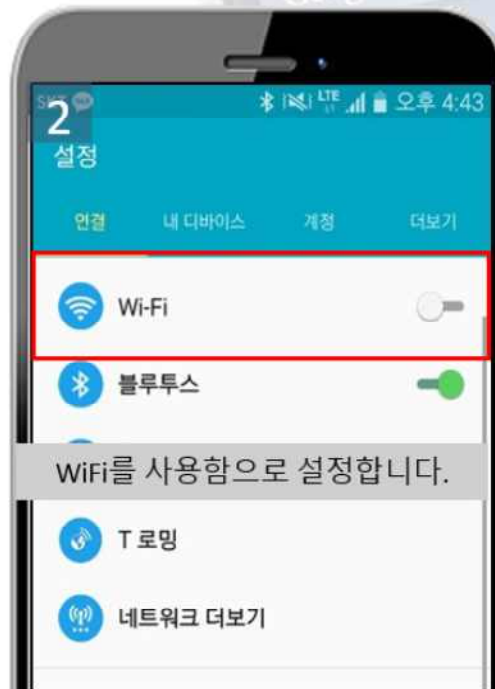 2
LTE 오후 4:43
설정
연결 내 디바이스 계정 더보기
Wi-Fi
블루투스
WiFi를 사용함으로 설정합니다.
T 로밍
네트워크 더보기